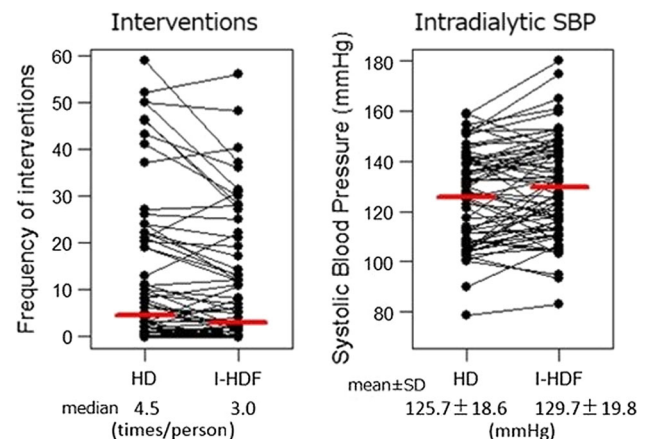 Interventions
Frequency of interventions
60
50
40
30
20
10
0
HD I-HDF
median 4.5 3.0
(times/person)
Intradialytic SBP
Systolic Blood Pressure (mmHg)
180
160
140
120
100
80
HD I-HDF
mean±SD
125.7±18.6 129.7±19.8
(mmHg)